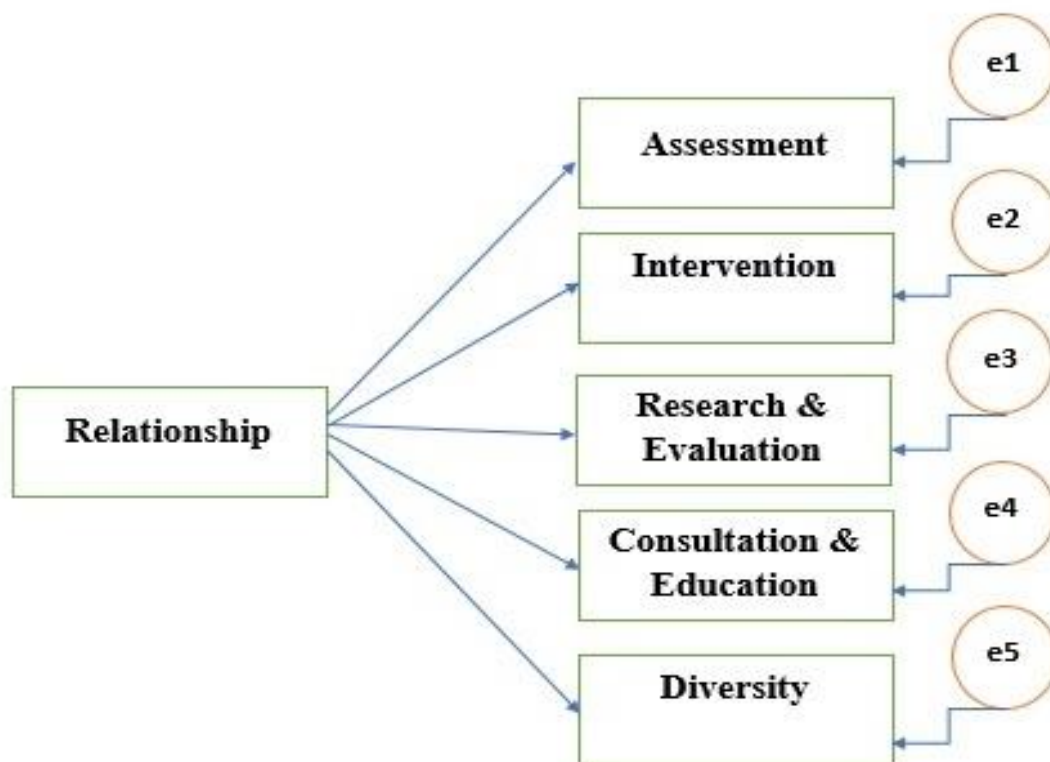 e1
Assessment
e2
Intervention
e3
Research &
Evaluation
Relationship
e4
Consultation &
Education
e5
Diversity